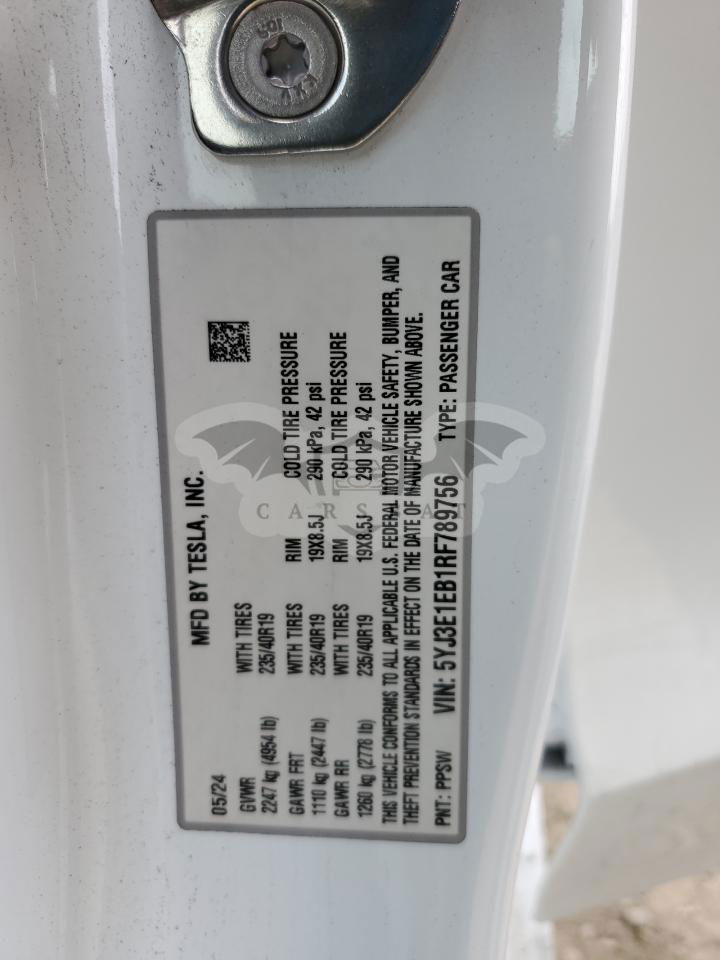 MFD BY TESLA, INC.
05/24
GVWR WITH TIRES
2247 kg (4954 lb) 235/40R19
GAWR FRT WITH TIRES RIM COLD TIRE PRESSURE
1110 kg (2447 lb) 235/40R19 19X8.5J 290 kPa, 42 psi
GAWR RR WITH TIRES RIM COLD TIRE PRESSURE
1260 kg (2778 lb) 235/40R19 19X8.5J 290 kPa, 42 psi
THIS VEHICLE CONFORMS TO ALL APPLICABLE U.S. FEDERAL MOTOR VEHICLE SAFETY, BUMPER, AND
THEFT PREVENTION STANDARDS IN EFFECT ON THE DATE OF MANUFACTURE SHOWN ABOVE.
PNT: PPSW VIN: 5YJ3E1EB1RF789756 TYPE: PASSENGER CAR